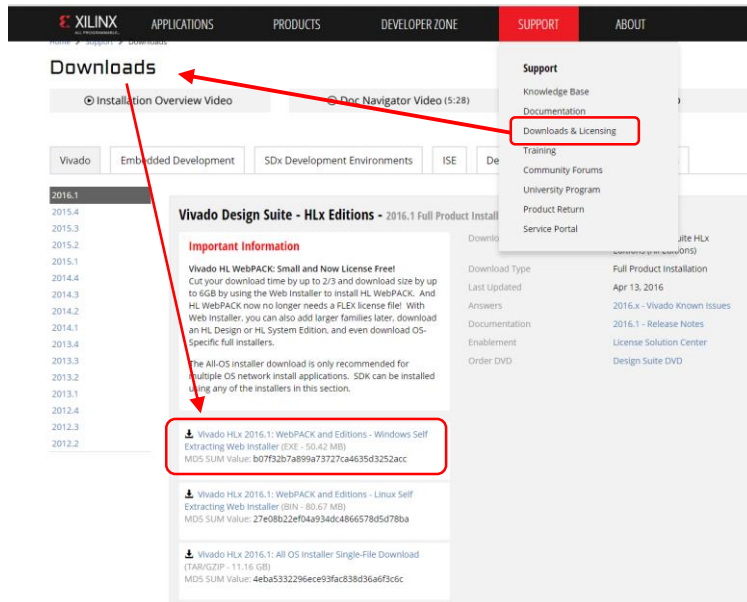 XILINX
ALL PROGRAMMABLE.
APPLICATIONS
PRODUCTS
DEVELOPER ZONE
SUPPORT
ABOUT
Home > Support > Downloads
Downloads
Installation Overview Video
Doc Navigator Video (5:28)
Support
Knowledge Base
Documentation
Downloads & Licensing
Training
Community Forums
University Program
Product Return
Service Portal
Vivado
Embedded Development
SDx Development Environments
ISE
De
2016.1
2015.4
2015.3
2015.2
2015.1
2014.4
2014.3
2014.2
2014.1
2013.4
2013.3
2013.2
2013.1
2012.4
2012.3
2012.2
Vivado Design Suite - HLx Editions - 2016.1 Full Product Install
Important Information
Vivado HL WebPACK: Small and Now License Free!
Cut your download time by up to 2/3 and download size by up
to 6GB by using the Web Installer to install HL WebPACK. And
HL WebPACK now no longer needs a FLEX license file! With
Web Installer, you can also add larger families later, download
an HL Design or HL System Edition, and even download OS-
Specific full installers.
The All-OS installer download is only recommended for
multiple OS network install applications. SDK can be installed
using any of the installers in this section.
Downlo
uite HLx
Editions (All Editions)
Download Type
Full Product Installation
Last Updated
Apr 13, 2016
Answers
2016.x - Vivado Known Issues
Documentation
2016.1 - Release Notes
Enablement
License Solution Center
Order DVD
Design Suite DVD
Vivado HLx 2016.1: WebPACK and Editions - Windows Self
Extracting Web Installer (EXE - 50.42 MB)
MD5 SUM Value: b07f32b7a899a73727ca4635d3252acc
Vivado HLx 2016.1: WebPACK and Editions - Linux Self
Extracting Web Installer (BIN - 80.67 MB)
MD5 SUM Value: 27e08b22ef04a934dc4866578d5d78ba
Vivado HLx 2016.1: All OS Installer Single-File Download
(TAR/GZIP - 11.16 GB)
MD5 SUM Value: 4eba5332296ece93fac838d36a6f3c6c